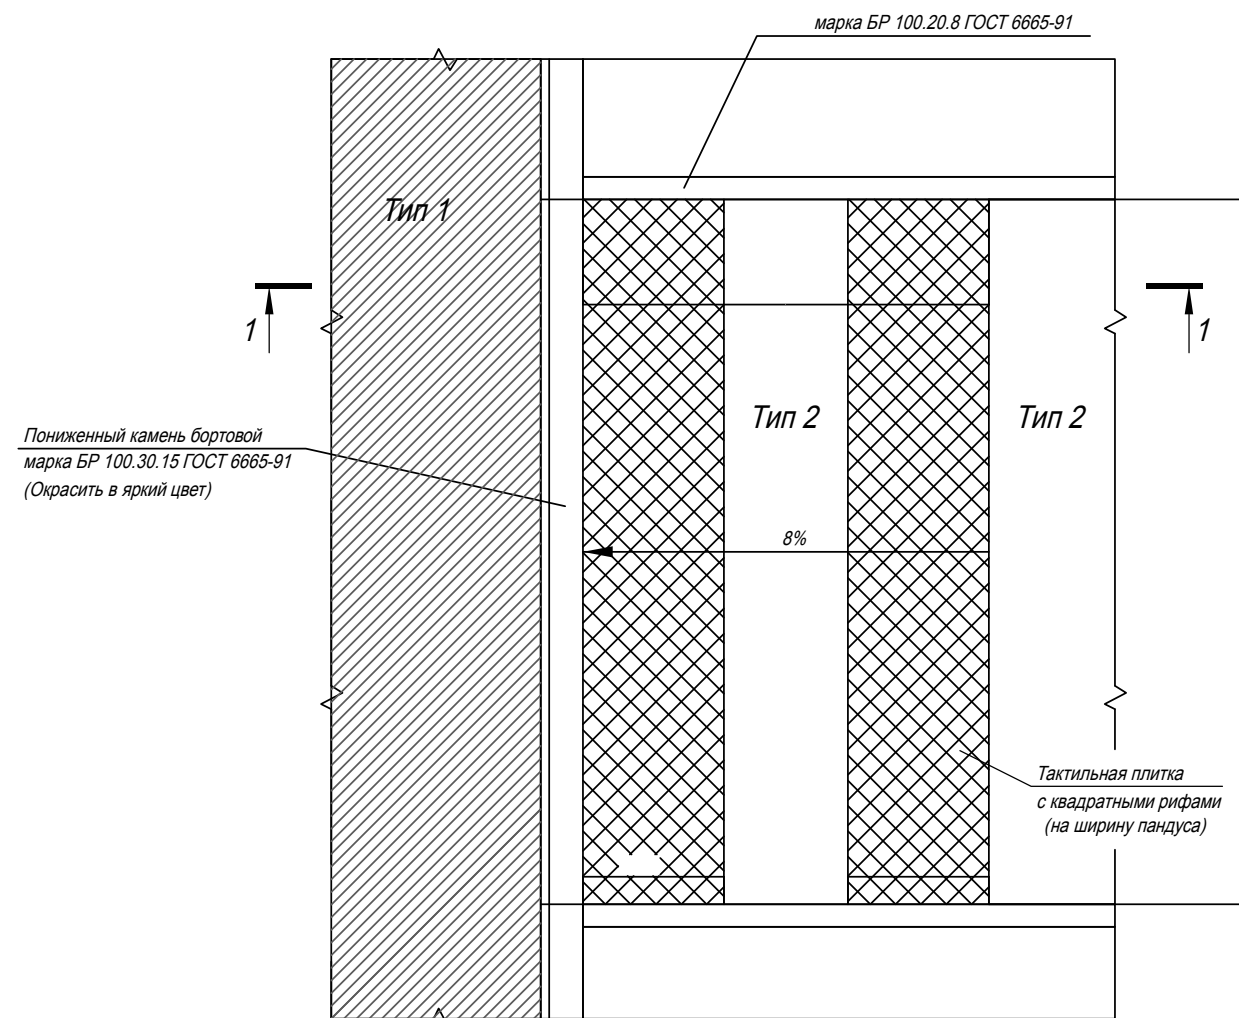 марка БР 100.20.8 ГОСТ 6665-91
Тип 1
1
1
Тип 2
Тип 2
Пониженный камень бортовой
марка БР 100.30.15 ГОСТ 6665-91
(Окрасить в яркий цвет)
8%
Тактильная плитка
с квадратными рифами
(на ширину пандуса)